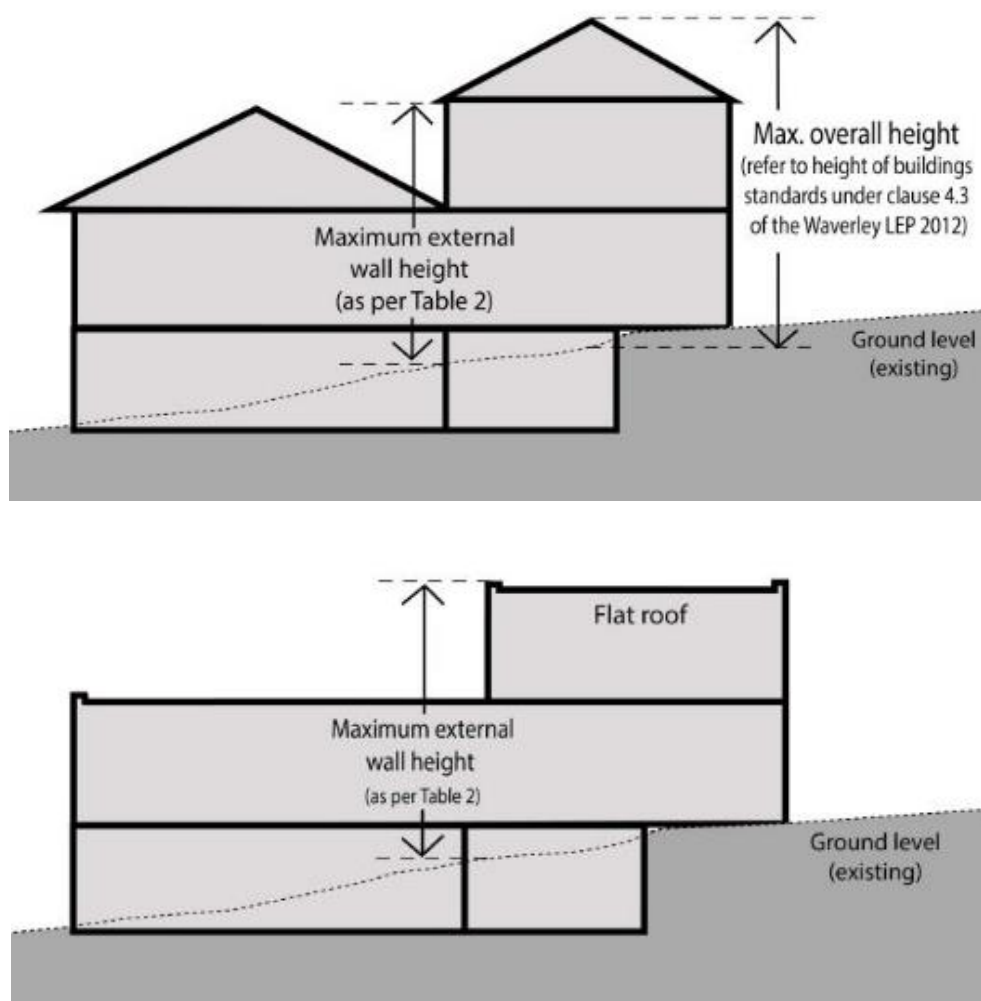 Max. overall height
(refer to height of buildings
standards under clause 4.3
of the Waverley LEP 2012)
Maximum external
wall height
(as per Table 2)
Ground level
(existing)
Flat roof
Maximum external
wall height
(as per Table 2)
Ground level
(existing)